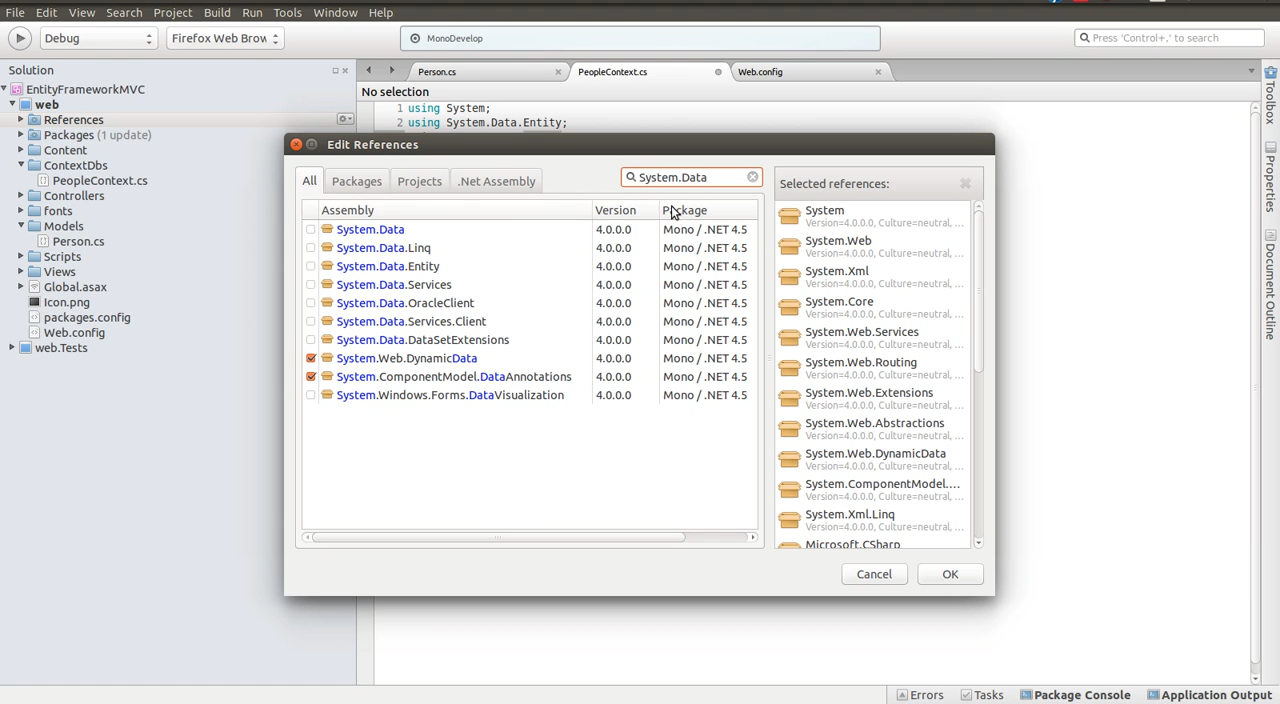 File Edit View Search Project Build Run Tools Window Help
Debug
Firefox Web Brow
MonoDevelop
Press 'Control+,' to search
Solution
EntityFrameworkMVC
web
References
Packages (1 update)
Content
ContextDbs
PeopleContext.cs
Controllers
fonts
Models
Person.cs
Scripts
Views
Global.asax
Icon.png
packages.config
Web.config
web.Tests
Person.cs
PeopleContext.cs
Web.config
No selection
1 using System;
2 using System.Data.Entity;
Edit References
All Packages Projects .Net Assembly
System.Data
Assembly Version Package
System.Data 4.0.0.0 Mono / .NET 4.5
System.Data.Linq 4.0.0.0 Mono / .NET 4.5
System.Data.Entity 4.0.0.0 Mono / .NET 4.5
System.Data.Services 4.0.0.0 Mono / .NET 4.5
System.Data.OracleClient 4.0.0.0 Mono / .NET 4.5
System.Data.Services.Client 4.0.0.0 Mono / .NET 4.5
System.Data.DataSetExtensions 4.0.0.0 Mono / .NET 4.5
System.Web.DynamicData 4.0.0.0 Mono / .NET 4.5
System.ComponentModel.DataAnnotations 4.0.0.0 Mono / .NET 4.5
System.Windows.Forms.DataVisualization 4.0.0.0 Mono / .NET 4.5
Selected references:
System
Version=4.0.0.0, Culture=neutral, ...
System.Web
Version=4.0.0.0, Culture=neutral, ...
System.Xml
Version=4.0.0.0, Culture=neutral, ...
System.Core
Version=4.0.0.0, Culture=neutral, ...
System.Web.Services
Version=4.0.0.0, Culture=neutral, ...
System.Web.Routing
Version=4.0.0.0, Culture=neutral, ...
System.Web.Extensions
Version=4.0.0.0, Culture=neutral, ...
System.Web.Abstractions
Version=4.0.0.0, Culture=neutral, ...
System.Web.DynamicData
Version=4.0.0.0, Culture=neutral, ...
System.ComponentModel....
Version=4.0.0.0, Culture=neutral, ...
System.Xml.Linq
Version=4.0.0.0, Culture=neutral, ...
Microsoft.CSharp
Cancel OK
Toolbox
Properties
Document Outline
Errors Tasks Package Console Application Output